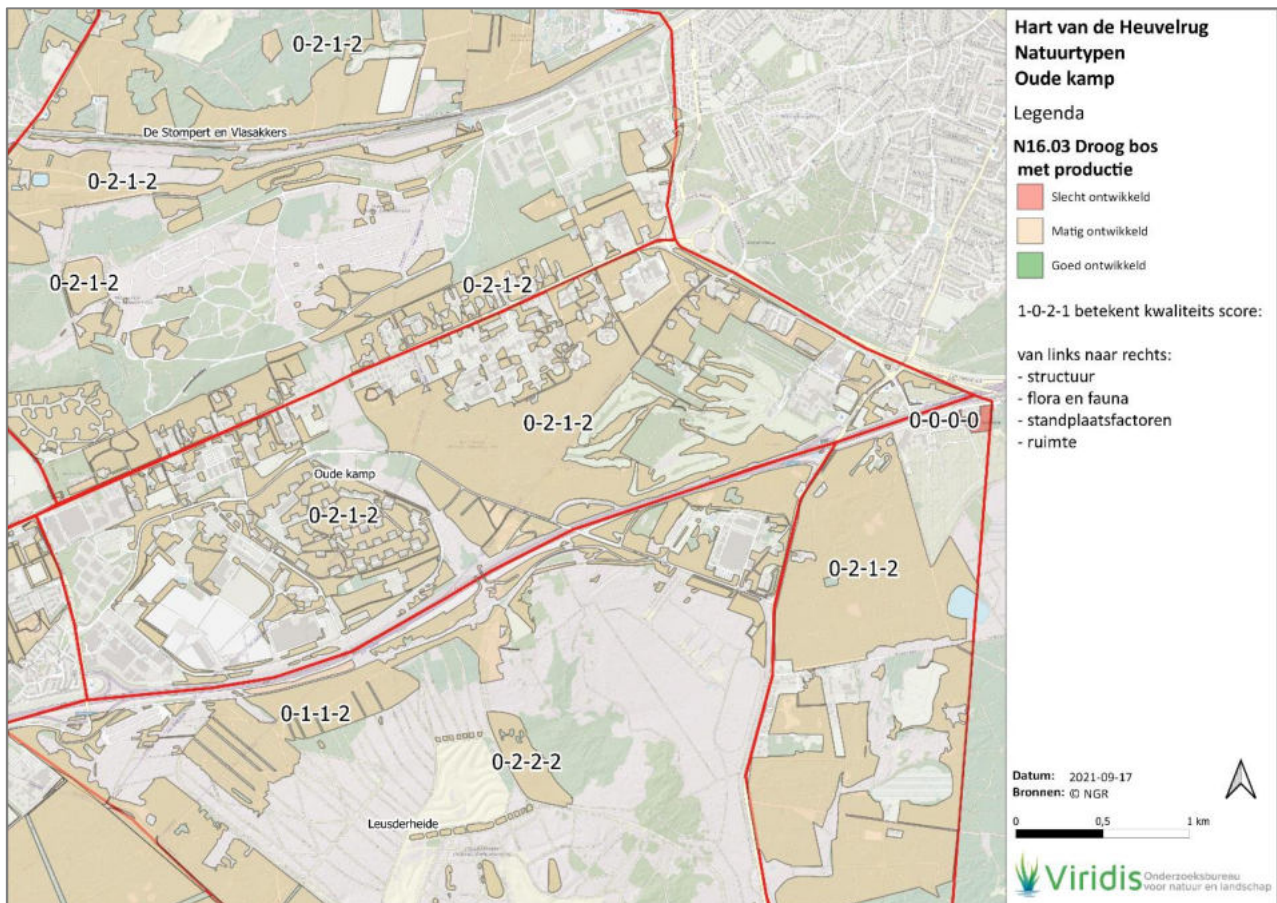 0-2-1-2
De Stompert en Vlasakkers
0-2-1-2
0-2-1-2
0-2-1-2
0-2-1-2
0-0-0-0
Oude kamp
0-2-1-2
0-2-1-2
0-1-1-2
0-2-2-2
Leusderheide
Hart van de Heuvelrug
Natuurtypen
Oude kamp
Legenda
N16.03 Droog bos
met productie
Slecht ontwikkeld
Matig ontwikkeld
Goed ontwikkeld
1-0-2-1 betekent kwaliteits score:
van links naar rechts:
- structuur
- flora en fauna
- standplaatsfactoren
- ruimte
Datum: 2021-09-17
Bronnen: © NGR
0 0,5 1 km
Viridis Onderzoeksbureau
voor natuur en landschap